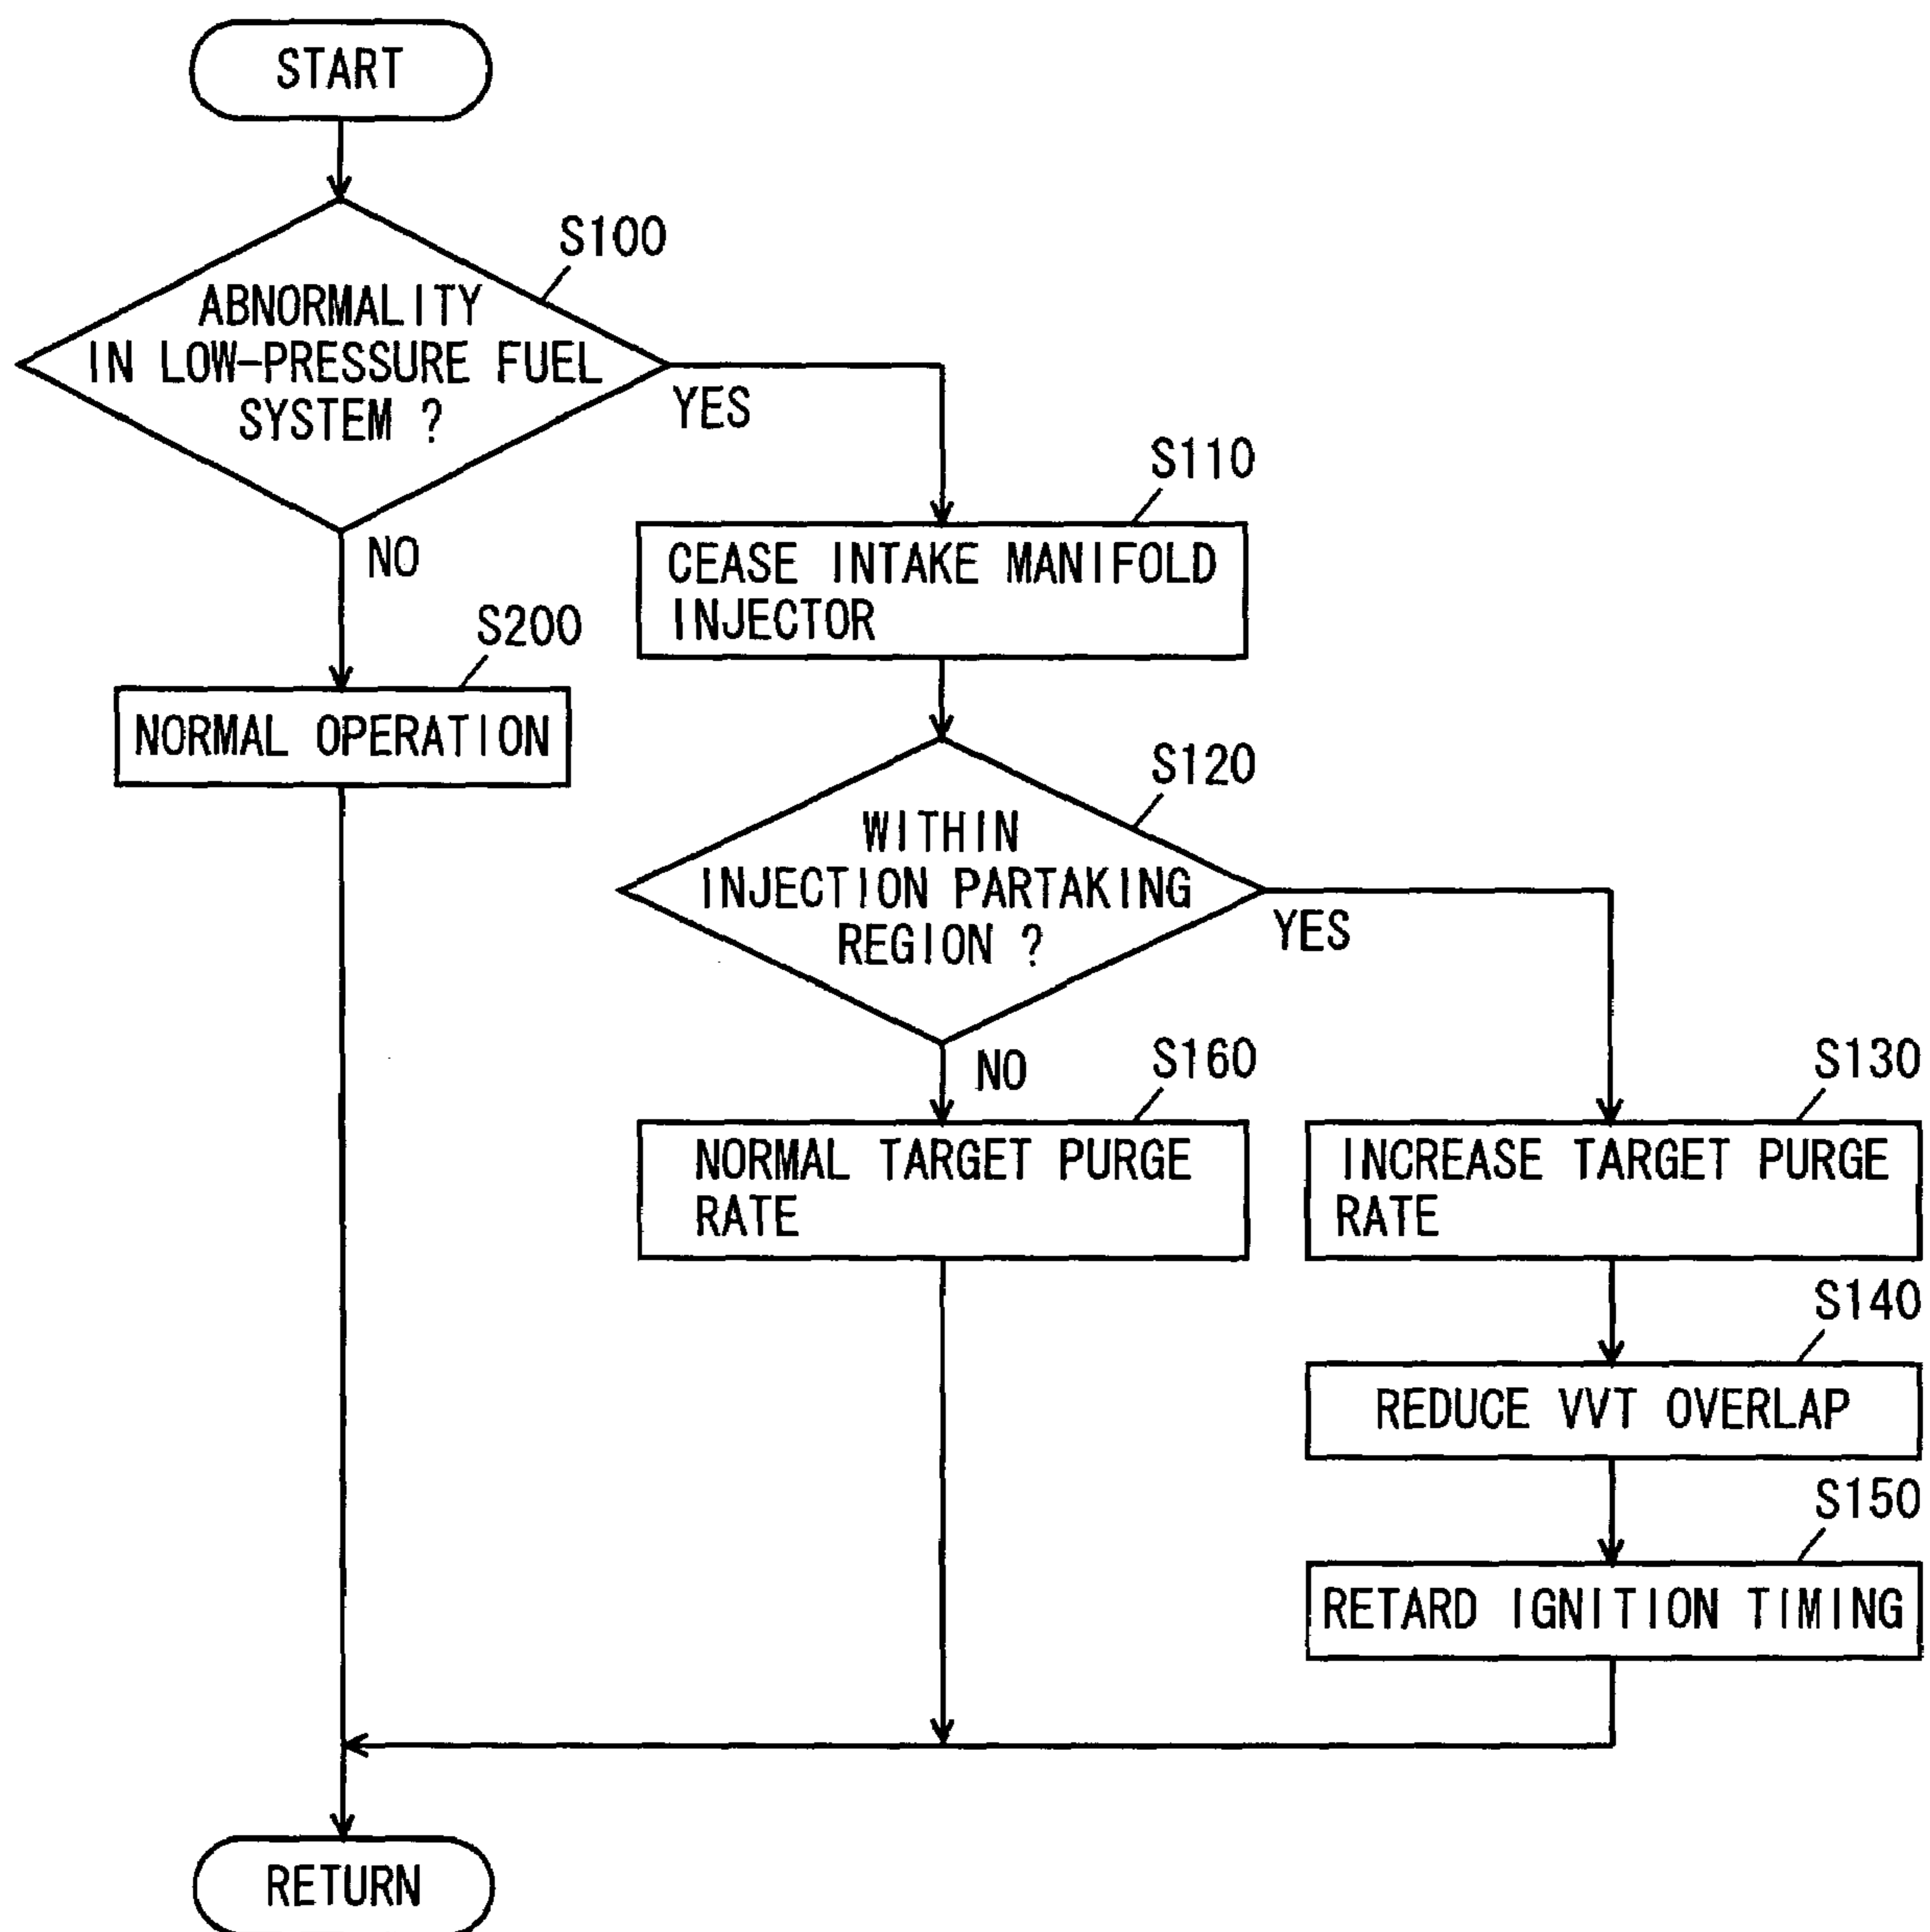 START
S100
ABNORMALITY
IN LOW-PRESSURE FUEL
SYSTEM ?
YES
NO
S110
CEASE INTAKE MANIFOLD
INJECTOR
S200
NORMAL OPERATION
S120
WITHIN
INJECTION PARTAKING
REGION ?
YES
NO
S160
NORMAL TARGET PURGE
RATE
S130
INCREASE TARGET PURGE
RATE
S140
REDUCE VVT OVERLAP
S150
RETARD IGNITION TIMING
RETURN